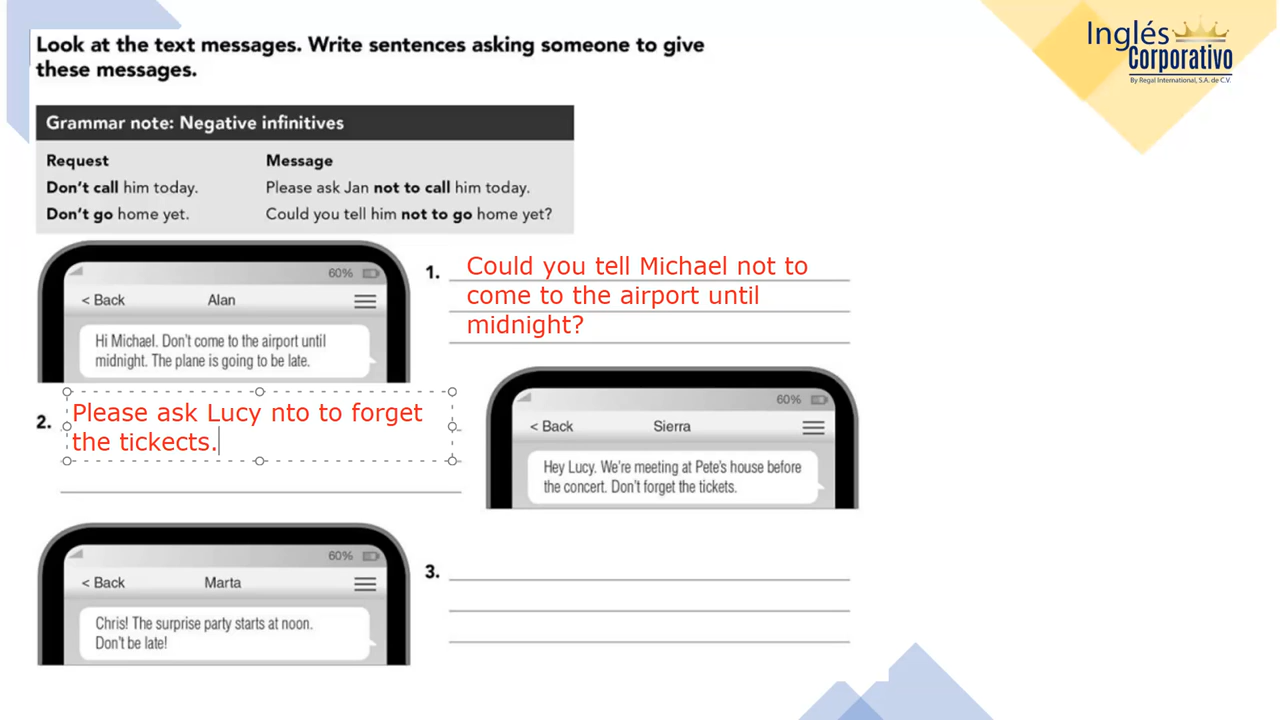 Look at the text messages. Write sentences asking someone to give
these messages.
Inglés
Corporativo
By Regal International, S.A. de C.V.
Grammar note: Negative infinitives
Request Message
Don't call him today. Please ask Jan not to call him today.
Don't go home yet. Could you tell him not to go home yet?
60%
< Back Alan
Hi Michael. Don't come to the airport until
midnight. The plane is going to be late.
1. Could you tell Michael not to
come to the airport until
midnight?
2. Please ask Lucy nto to forget
the tickects.
60%
< Back Sierra
Hey Lucy. We're meeting at Pete's house before
the concert. Don't forget the tickets.
60%
< Back Marta
Chris! The surprise party starts at noon.
Don't be late!
3.